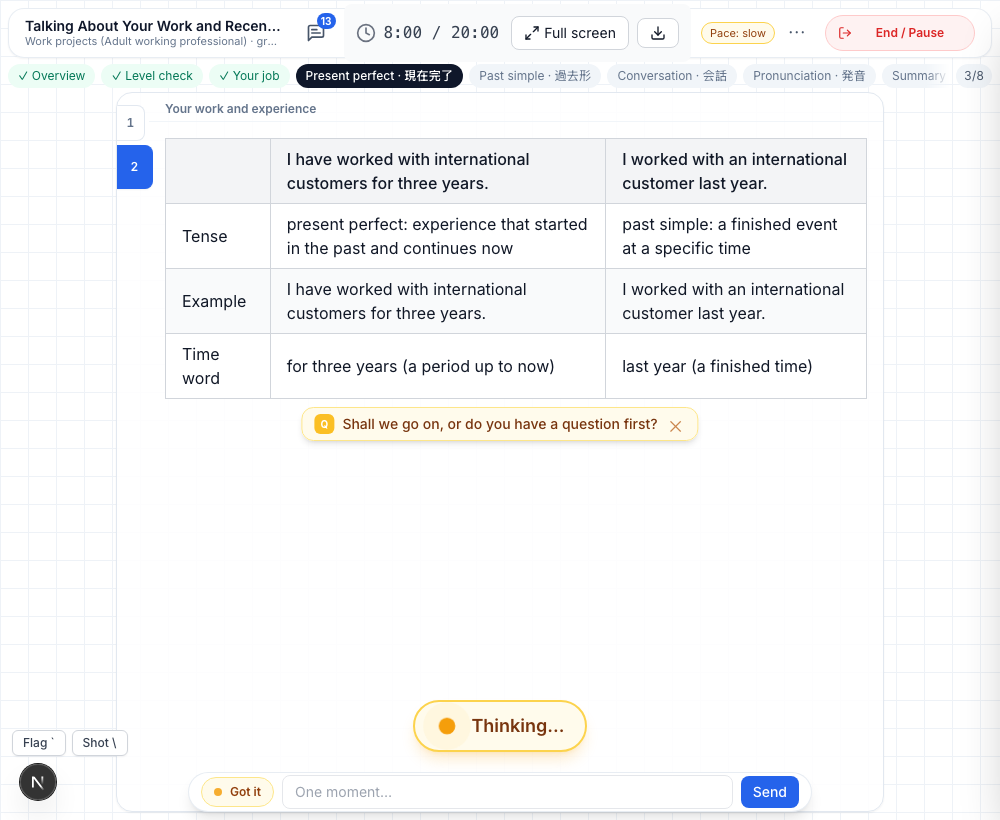 Talking About Your Work and Recen...
Work projects (Adult working professional) · gr...
13
8:00 / 20:00
Full screen
Pace: slow
...
End / Pause
✓ Overview
✓ Level check
✓ Your job
Present perfect · 現在完了
Past simple · 過去形
Conversation · 会話
Pronunciation · 発音
Summary
3/8
1
2
Your work and experience
I have worked with international
customers for three years.
I worked with an international
customer last year.
Tense
present perfect: experience that started
in the past and continues now
past simple: a finished event
at a specific time
Example
I have worked with international
customers for three years.
I worked with an international
customer last year.
Time
word
for three years (a period up to now)
last year (a finished time)
Q Shall we go on, or do you have a question first?
Thinking...
Flag `
Shot \
N
Got it
One moment...
Send